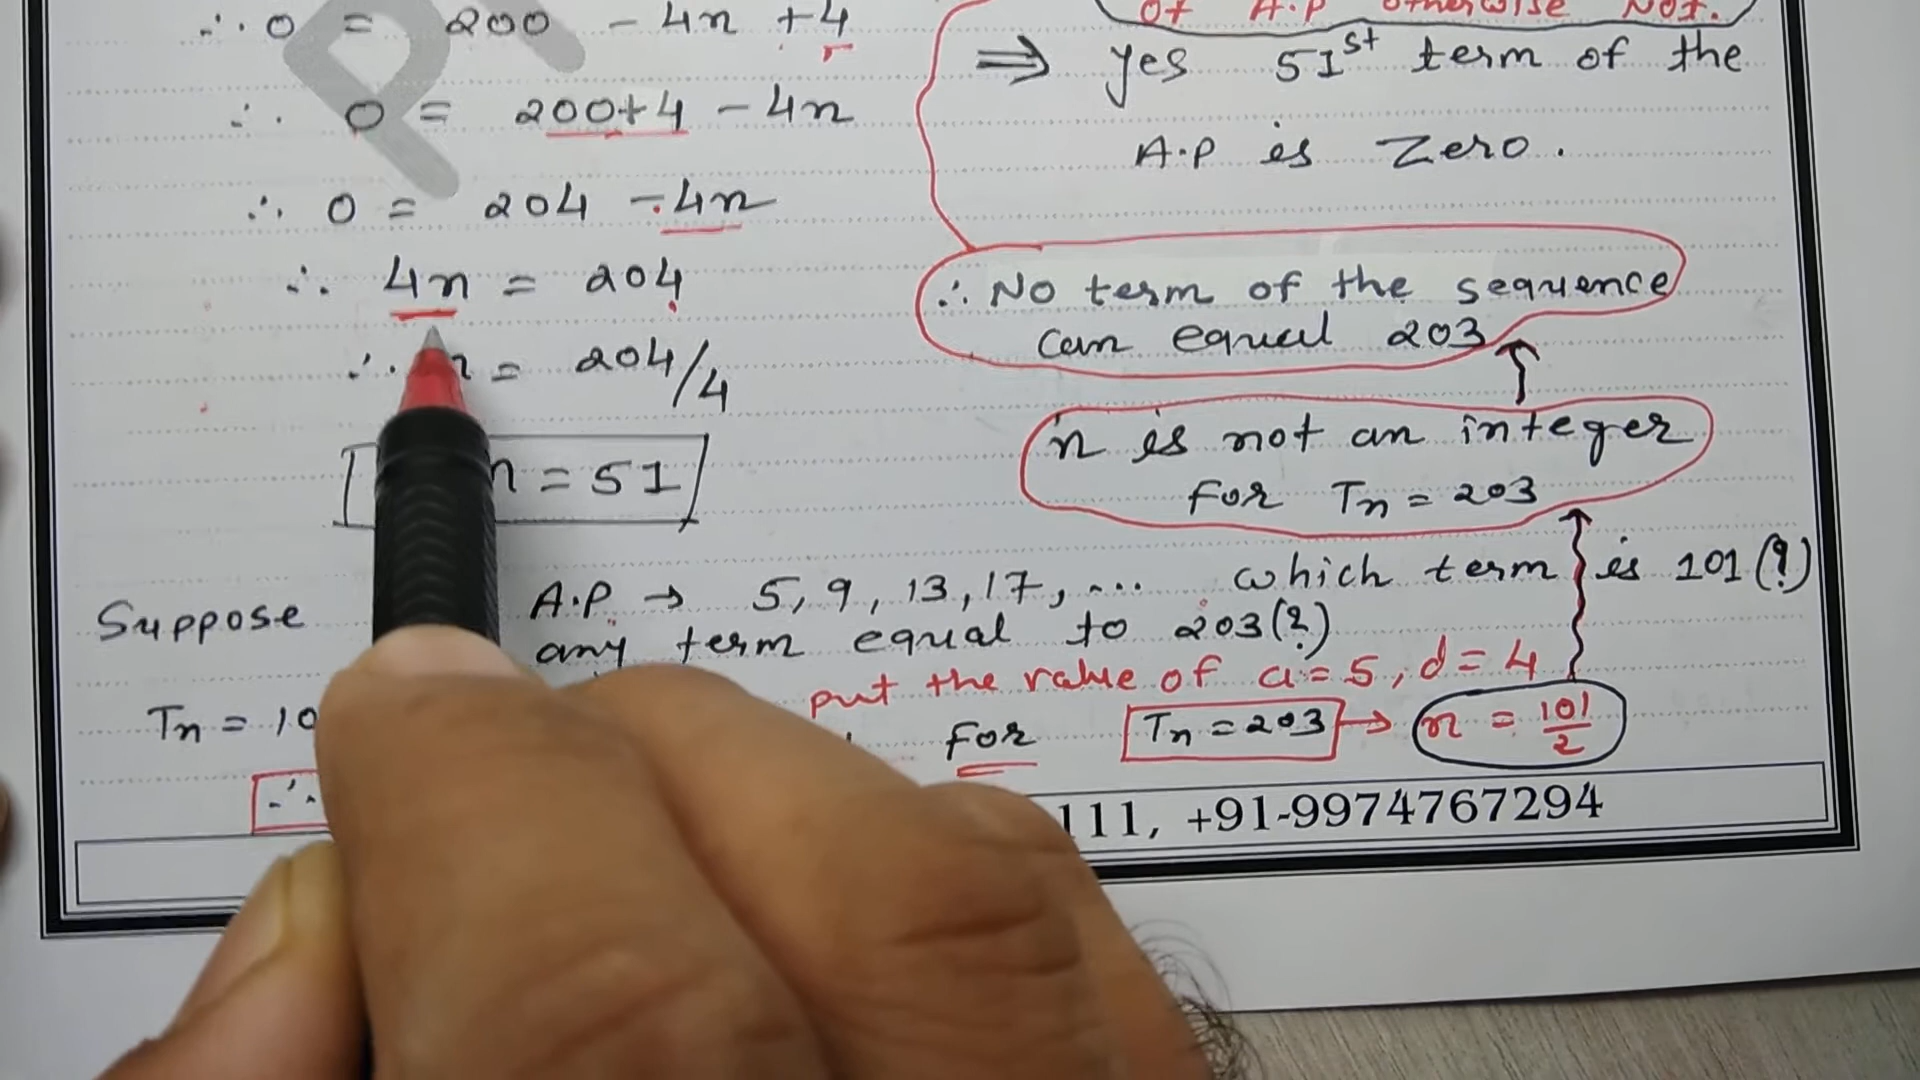 ∴ 0 = 200 - 4n + 4
∴ 0 = 200+4 - 4n
∴ 0 = 204 - 4n
∴ 4n = 204
∴ n = 204/4
n = 51
of A.P otherwise Not.
⇒ yes 51st term of the
A.P is Zero.
∴ No term of the sequence
can equal 203
n is not an integer
for Tn = 203
Suppose A.P → 5, 9, 13, 17, ... which term is 101(?)
any term equal to 203(?)
put the value of a = 5, d = 4
Tn = 10
for Tn = 203 → n = 101/2
∴
111, +91-9974767294